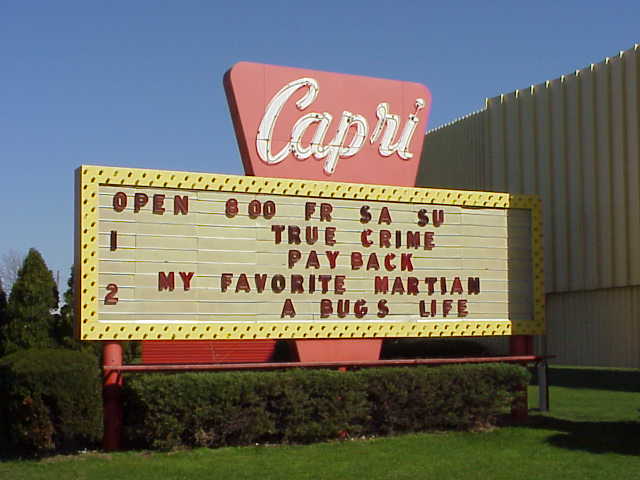 Capri
OPEN 8 00 FR SA SU
1 TRUE CRIME
PAYBACK
2 MY FAVORITE MARTIAN
A BUGS LIFE